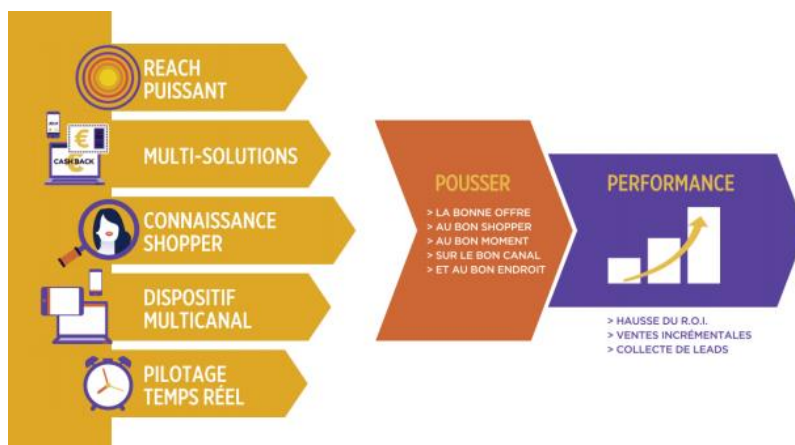 REACH
PUISSANT
€
CASH BACK
€
MULTI-SOLUTIONS
CONNAISSANCE
SHOPPER
DISPOSITIF
MULTICANAL
PILOTAGE
TEMPS RÉEL
POUSSER
> LA BONNE OFFRE
> AU BON SHOPPER
> AU BON MOMENT
> SUR LE BON CANAL
> ET AU BON ENDROIT
PERFORMANCE
> HAUSSE DU R.O.I.
> VENTES INCRÉMENTALES
> COLLECTE DE LEADS